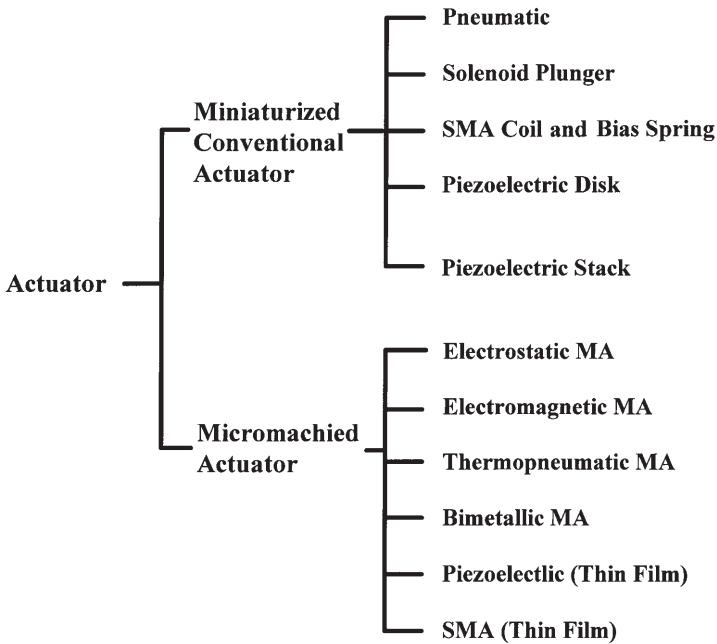 Actuator
Miniaturized
Conventional
Actuator
Pneumatic
Solenoid Plunger
SMA Coil and Bias Spring
Piezoelectric Disk
Piezoelectric Stack
Micromachied
Actuator
Electrostatic MA
Electromagnetic MA
Thermopneumatic MA
Bimetallic MA
Piezoelectlic (Thin Film)
SMA (Thin Film)